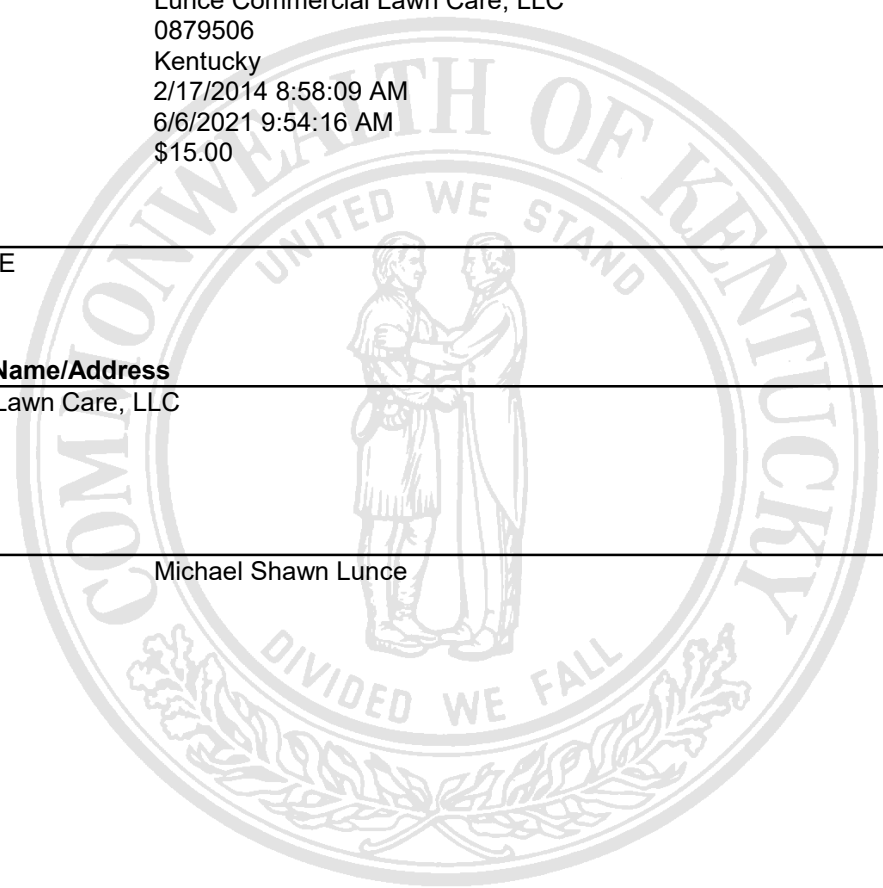 Lunce Commercial Lawn Care, LLC
0879506
Kentucky
2/17/2014 8:58:09 AM
6/6/2021 9:54:16 AM
$15.00
E
Name/Address
Lawn Care, LLC
Michael Shawn Lunce
COMMONWEALTH OF KENTUCKY
UNITED WE STAND
DIVIDED WE FALL